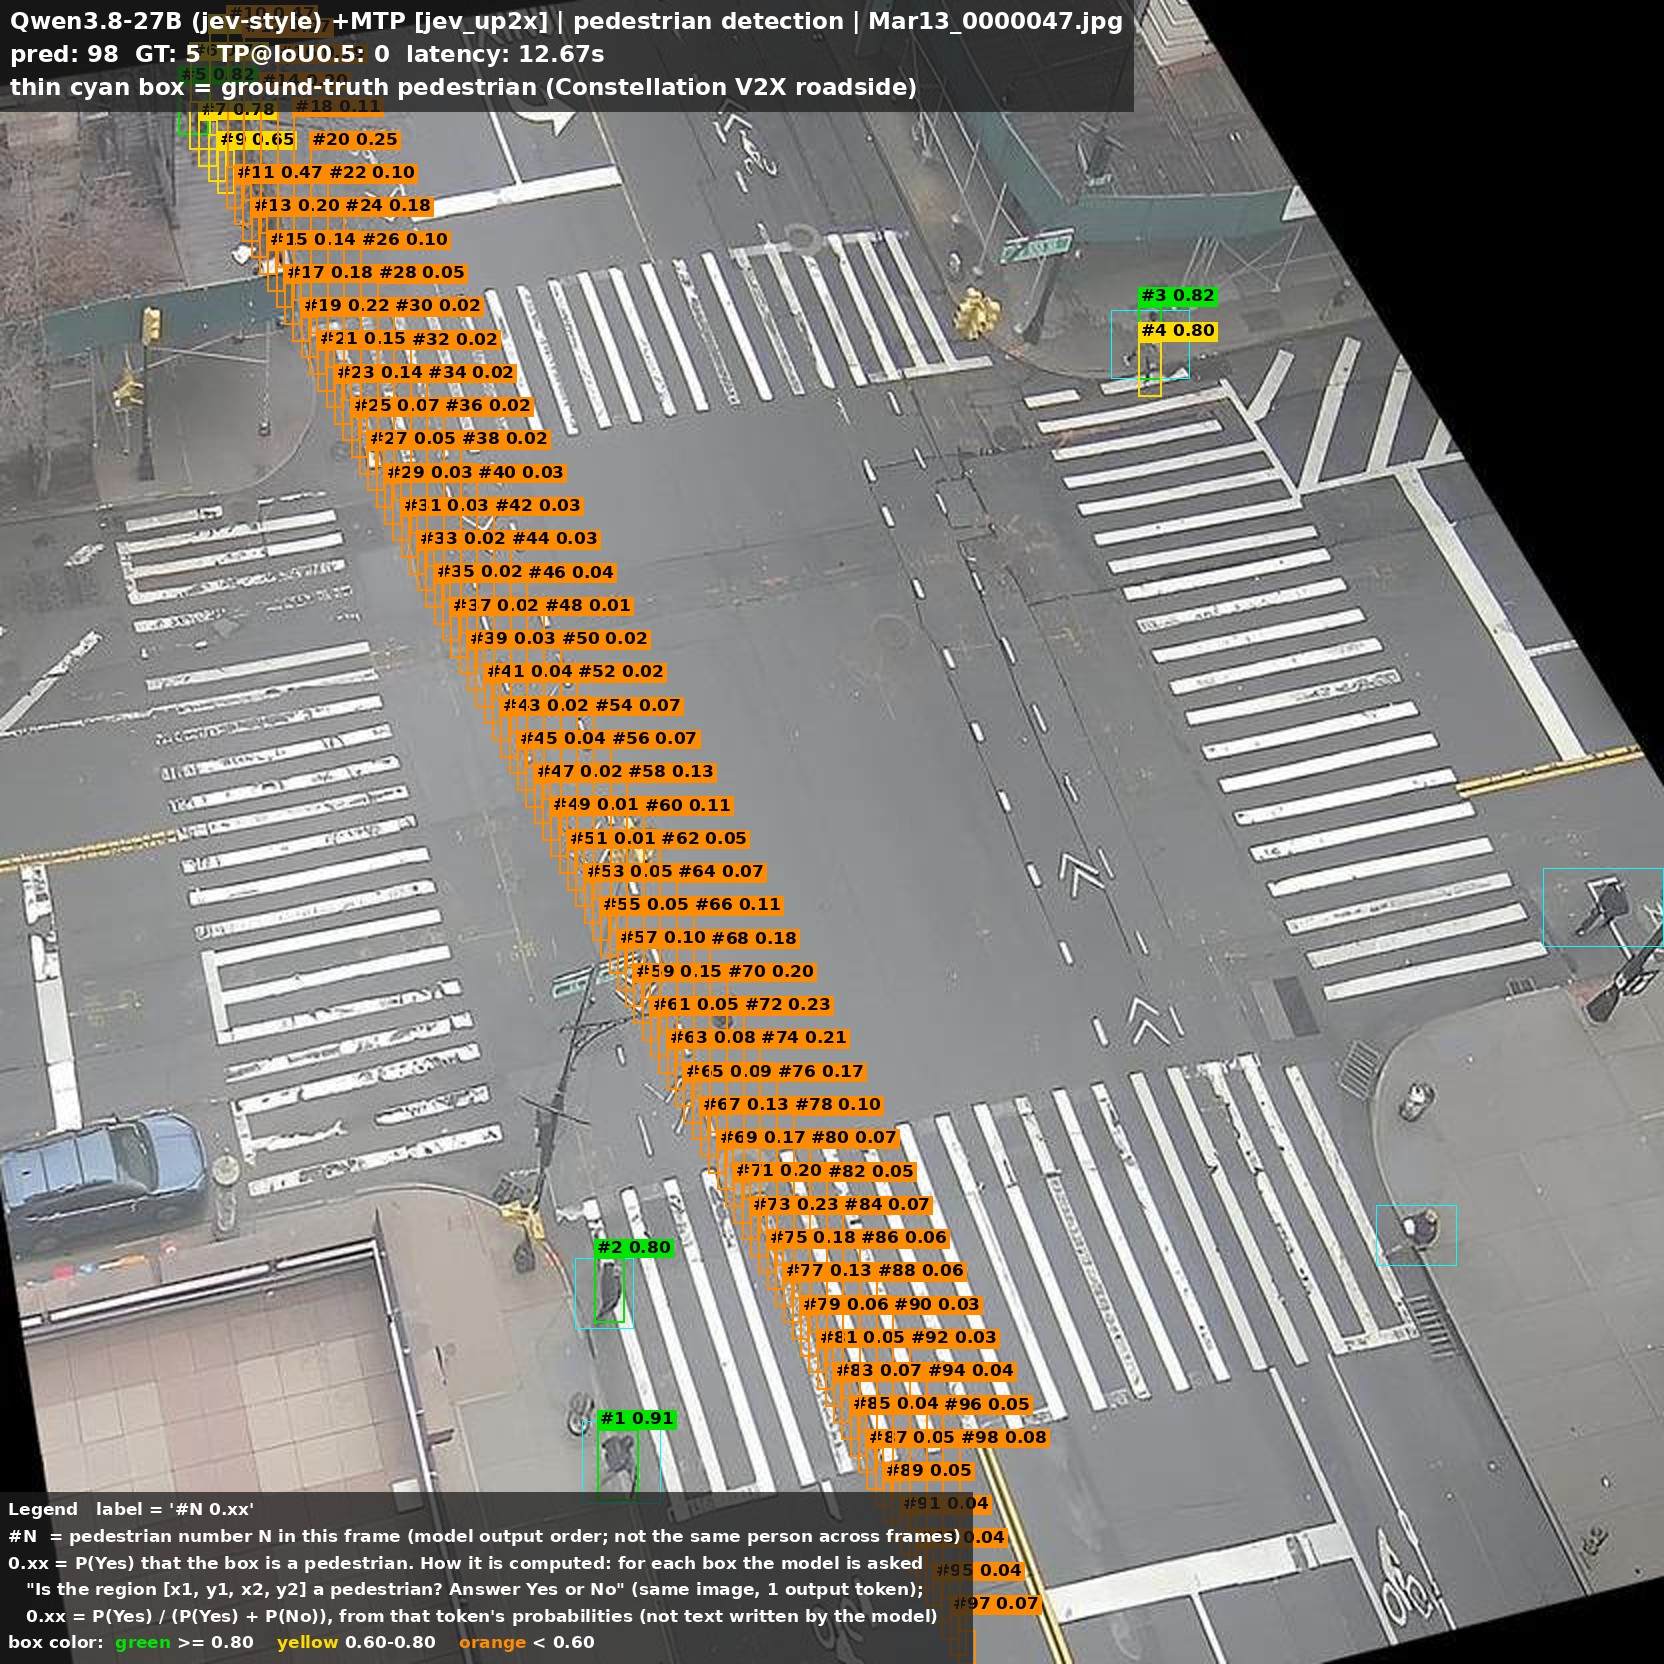 Qwen3.8-27B (jev-style) +MTP [jev_up2x] | pedestrian detection | Mar13_0000047.jpg
pred: 98  GT: 5  TP@IoU0.5: 0  latency: 12.67s
thin cyan box = ground-truth pedestrian (Constellation V2X roadside)
#5 0.82
#7 0.78 #18 0.11
#9 0.65 #20 0.25
#11 0.47 #22 0.10
#13 0.20 #24 0.18
#15 0.14 #26 0.10
#17 0.18 #28 0.05
#3 0.82
#19 0.22 #30 0.02
#4 0.80
#21 0.15 #32 0.02
#23 0.14 #34 0.02
#25 0.07 #36 0.02
#27 0.05 #38 0.02
#29 0.03 #40 0.03
#31 0.03 #42 0.03
#33 0.02 #44 0.03
#35 0.02 #46 0.04
#37 0.02 #48 0.01
#39 0.03 #50 0.02
#41 0.04 #52 0.02
#43 0.02 #54 0.07
#45 0.04 #56 0.07
#47 0.02 #58 0.13
#49 0.01 #60 0.11
#51 0.01 #62 0.05
#53 0.05 #64 0.07
#55 0.05 #66 0.11
#57 0.10 #68 0.18
#59 0.15 #70 0.20
#61 0.05 #72 0.23
#63 0.08 #74 0.21
#65 0.09 #76 0.17
#67 0.13 #78 0.10
#69 0.17 #80 0.07
#71 0.20 #82 0.05
#73 0.23 #84 0.07
#75 0.18 #86 0.06
#2 0.80
#77 0.13 #88 0.06
#79 0.06 #90 0.03
#81 0.05 #92 0.03
#83 0.07 #94 0.04
#85 0.04 #96 0.05
#1 0.91
#87 0.05 #98 0.08
#89 0.05
#91 0.04
0.04
#95 0.04
#97 0.07
Legend   label = '#N 0.xx'
#N  = pedestrian number N in this frame (model output order; not the same person across frames)
0.xx = P(Yes) that the box is a pedestrian. How it is computed: for each box the model is asked
"Is the region [x1, y1, x2, y2] a pedestrian? Answer Yes or No" (same image, 1 output token);
0.xx = P(Yes) / (P(Yes) + P(No)), from that token's probabilities (not text written by the model)
box color:  green >= 0.80    yellow 0.60-0.80    orange < 0.60